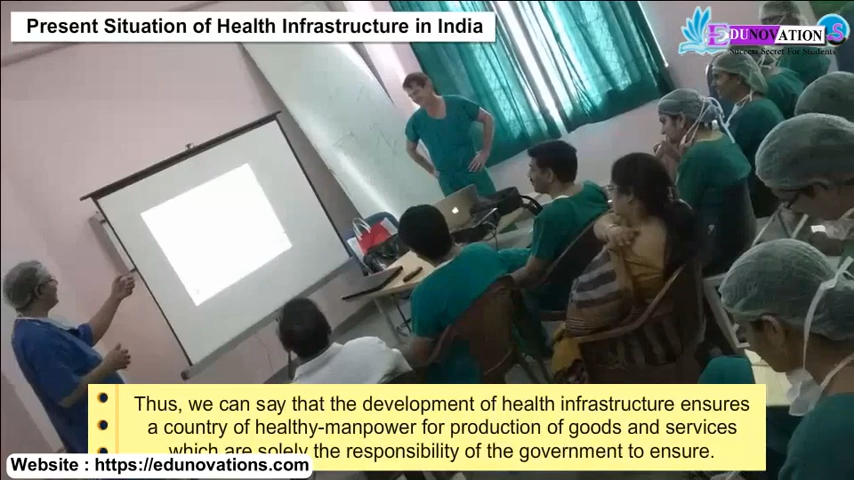 Present Situation of Health Infrastructure in India
EDUNOVATIONS
Success Secret For Students
Thus, we can say that the development of health infrastructure ensures
a country of healthy-manpower for production of goods and services
which are solely the responsibility of the government to ensure.
Website : https://edunovations.com